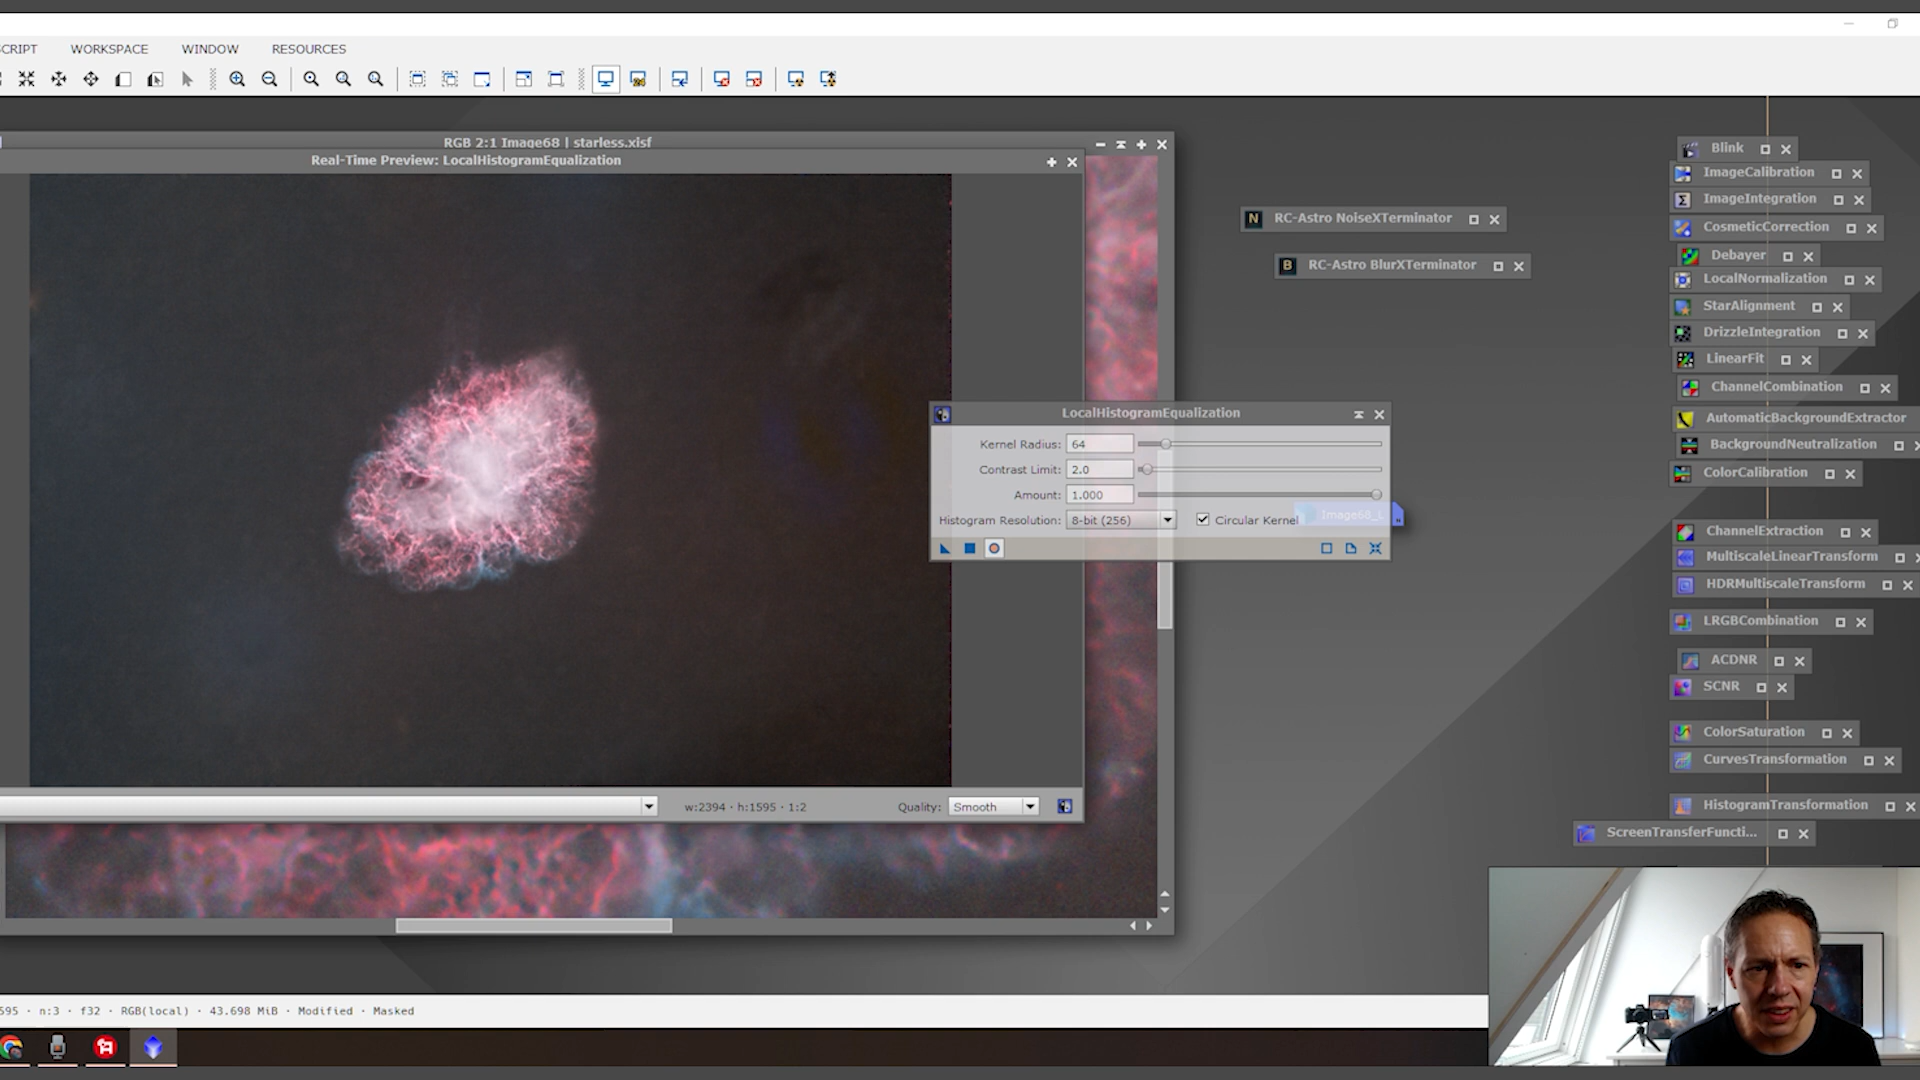 SCRIPT WORKSPACE WINDOW RESOURCES
RGB 2:1 Image68 | starless.xisf
Real-Time Preview: LocalHistogramEqualization
Blink
ImageCalibration
ImageIntegration
N RC-Astro NoiseXTerminator
CosmeticCorrection
Debayer
B RC-Astro BlurXTerminator
LocalNormalization
StarAlignment
DrizzleIntegration
LinearFit
ChannelCombination
LocalHistogramEqualization
AutomaticBackgroundExtractor
Kernel Radius: 64
BackgroundNeutralization
Contrast Limit: 2.0
ColorCalibration
Amount: 1.000
Histogram Resolution: 8-bit (256) Circular Kernel Image68_L
ChannelExtraction
MultiscaleLinearTransform
HDRMultiscaleTransform
LRGBCombination
ACDNR
SCNR
ColorSaturation
CurvesTransformation
w:2394 · h:1595 · 1:2 Quality: Smooth
HistogramTransformation
ScreenTransferFuncti...
595 · n:3 · f32 · RGB(local) · 43.698 MiB · Modified · Masked